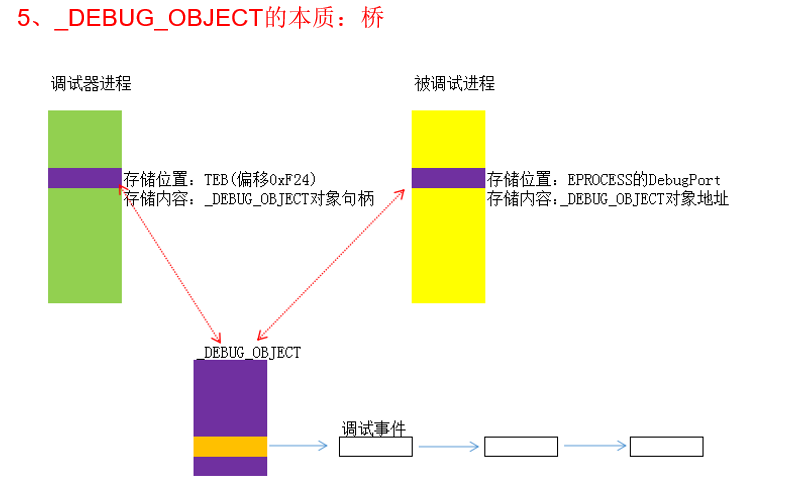 5、_DEBUG_OBJECT的本质：桥
调试器进程
被调试进程
存储位置：TEB(偏移0xF24)
存储内容：_DEBUG_OBJECT对象句柄
存储位置：EPROCESS的DebugPort
存储内容：_DEBUG_OBJECT对象地址
_DEBUG_OBJECT
调试事件